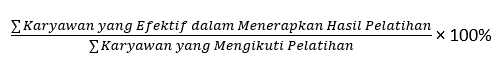 ∑Karyawan yang Efektif dalam Menerapkan Hasil Pelatihan
∑Karyawan yang Mengikuti Pelatihan
× 100%